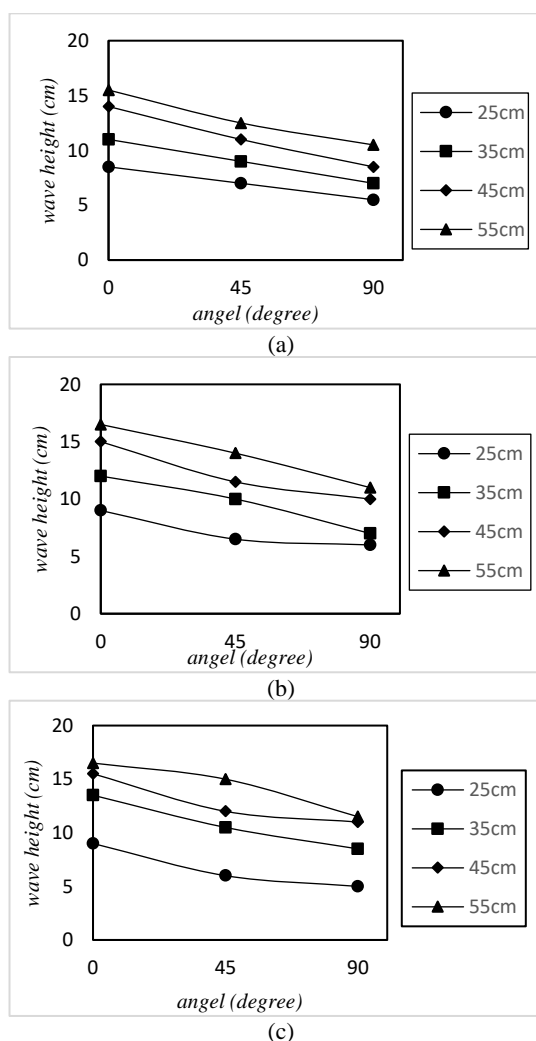 20
15
10
5
0
wave height (cm)
0 45 90
angel (degree)
25cm
35cm
45cm
55cm
(a)
20
15
10
5
0
wave height (cm)
0 45 90
angel (degree)
25cm
35cm
45cm
55cm
(b)
20
15
10
5
0
wave height (cm)
0 45 90
angel (degree)
25cm
35cm
45cm
55cm
(c)